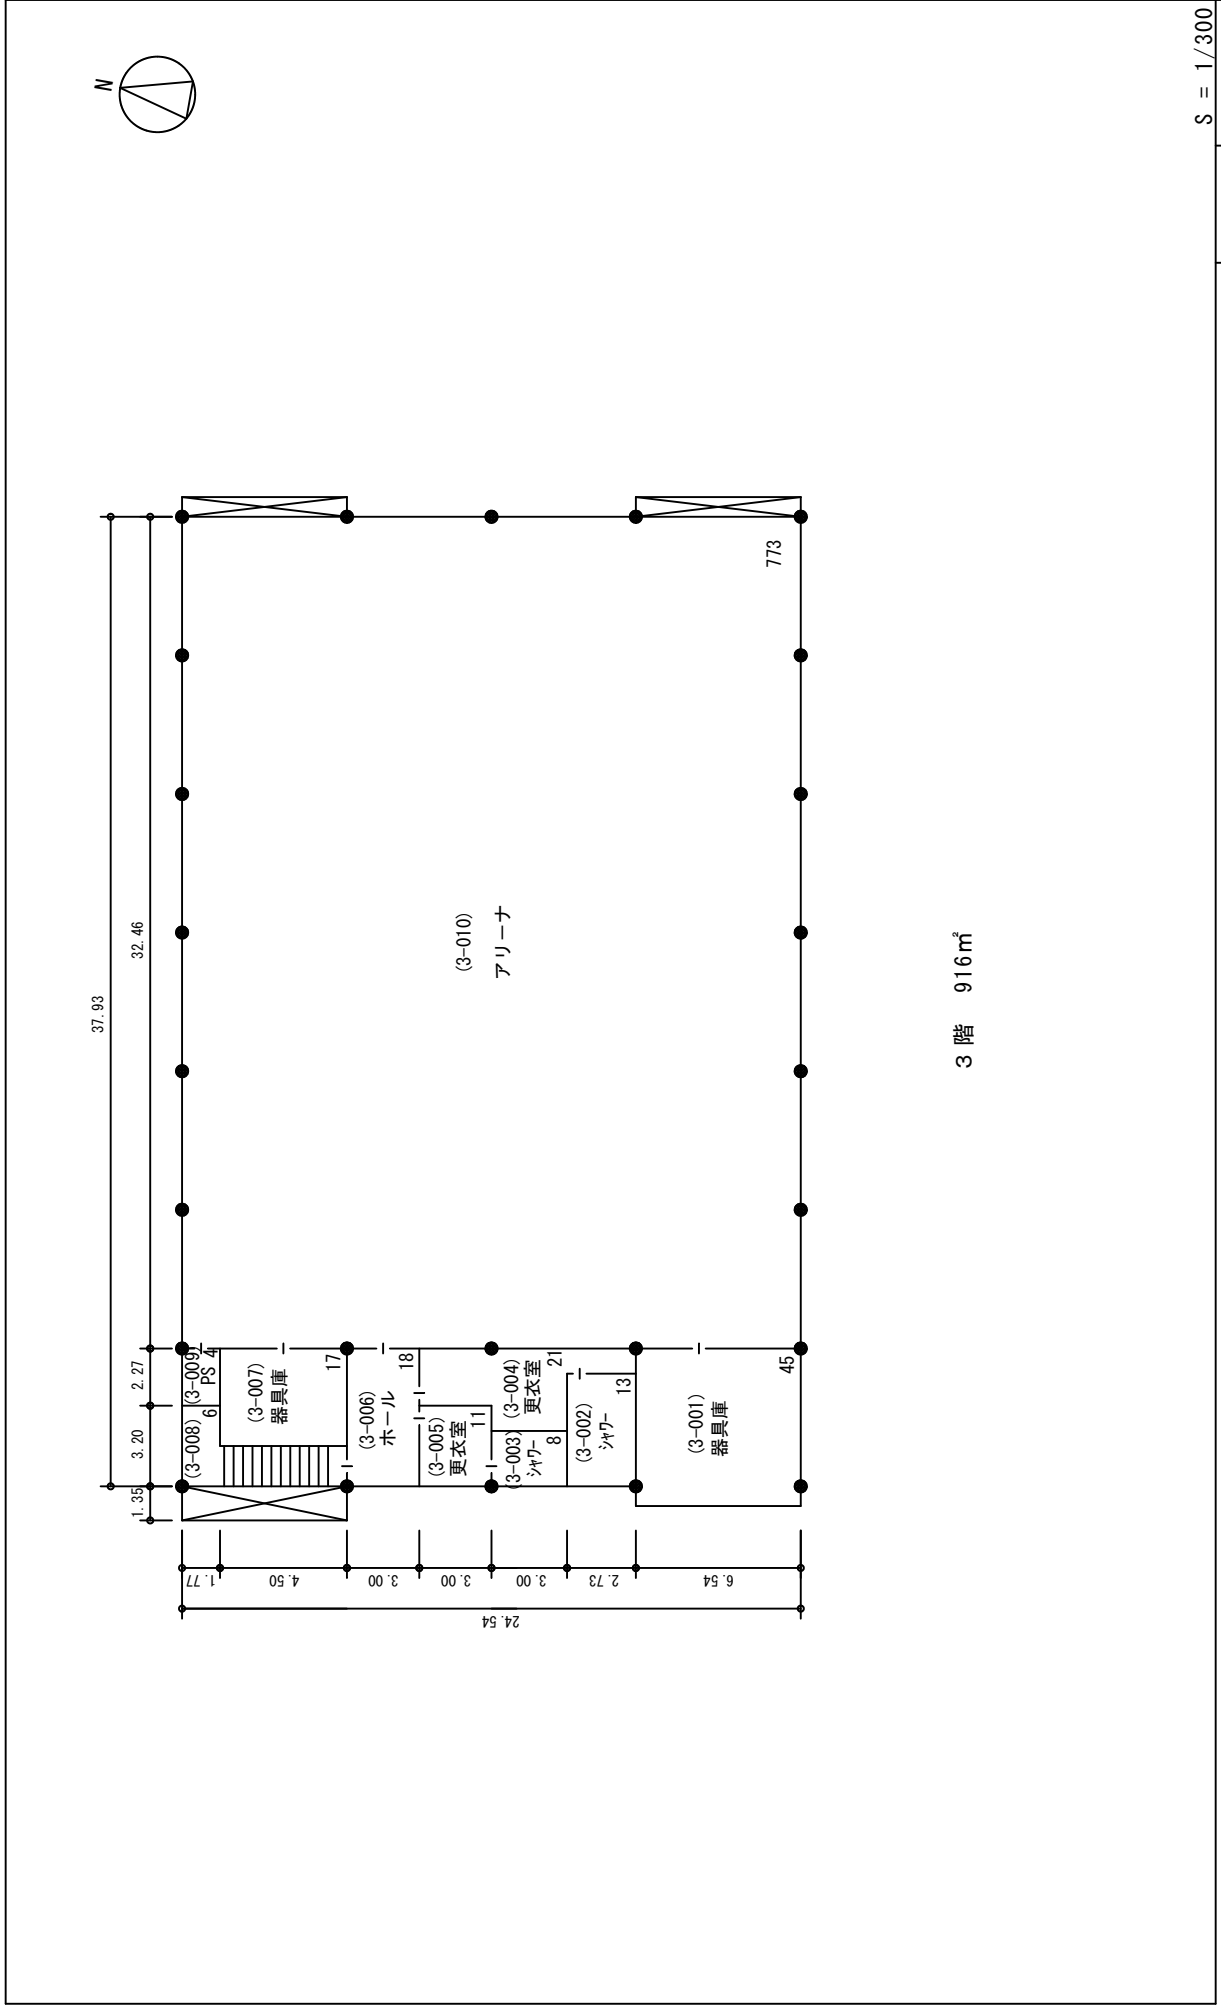 N
37.93
32.46
2.27
3.20
1.35
(3-009)
PS 4
(3-008)
6
(3-007)
器具庫
17
(3-006)
ホール
18
(3-005)
更衣室
11
(3-004)
更衣室
21
(3-003)
シャワー
8
(3-002)
シャワー
13
(3-001)
器具庫
45
(3-010)
アリーナ
773
1.77
4.50
3.00
3.00
3.00
2.73
6.54
24.54
3階 916㎡
S = 1/300